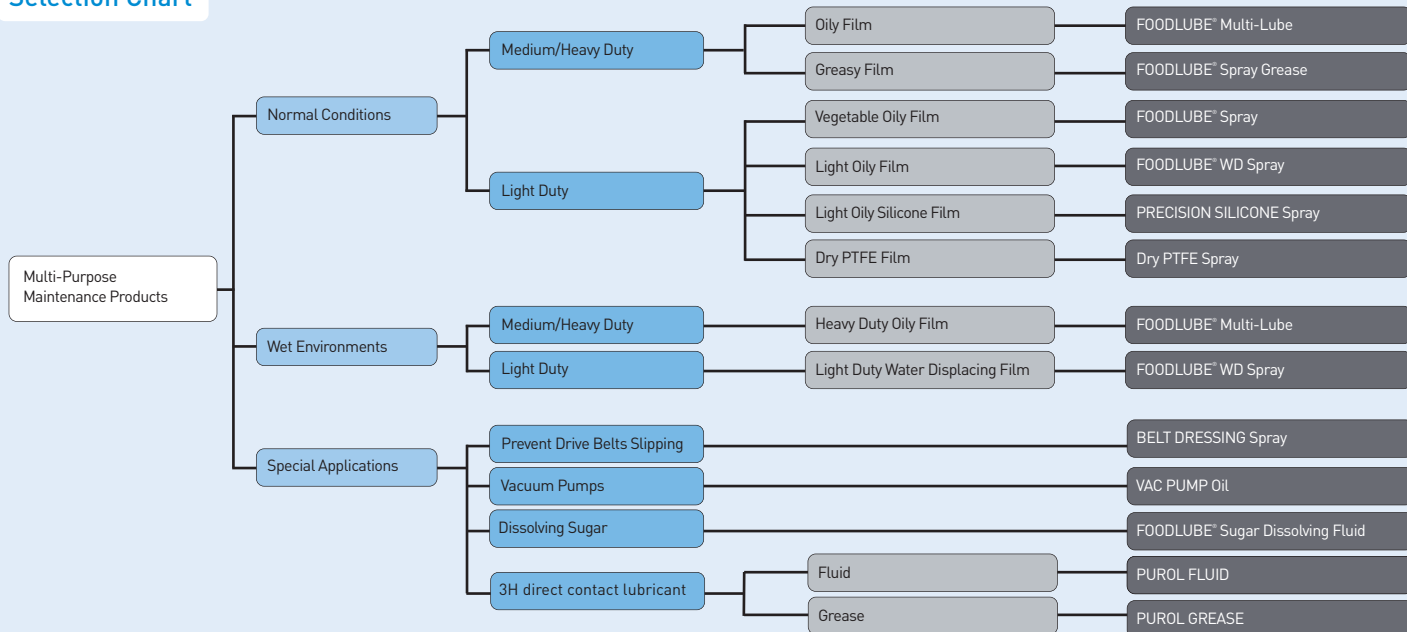 Selection Chart
Multi-Purpose
Maintenance Products
Normal Conditions
Medium/Heavy Duty
Oily Film
FOODLUBE® Multi-Lube
Greasy Film
FOODLUBE® Spray Grease
Light Duty
Vegetable Oily Film
FOODLUBE® Spray
Light Oily Film
FOODLUBE® WD Spray
Light Oily Silicone Film
PRECISION SILICONE Spray
Dry PTFE Film
Dry PTFE Spray
Wet Environments
Medium/Heavy Duty
Heavy Duty Oily Film
FOODLUBE® Multi-Lube
Light Duty
Light Duty Water Displacing Film
FOODLUBE® WD Spray
Special Applications
Prevent Drive Belts Slipping
BELT DRESSING Spray
Vacuum Pumps
VAC PUMP Oil
Dissolving Sugar
FOODLUBE® Sugar Dissolving Fluid
3H direct contact lubricant
Fluid
PUROL FLUID
Grease
PUROL GREASE